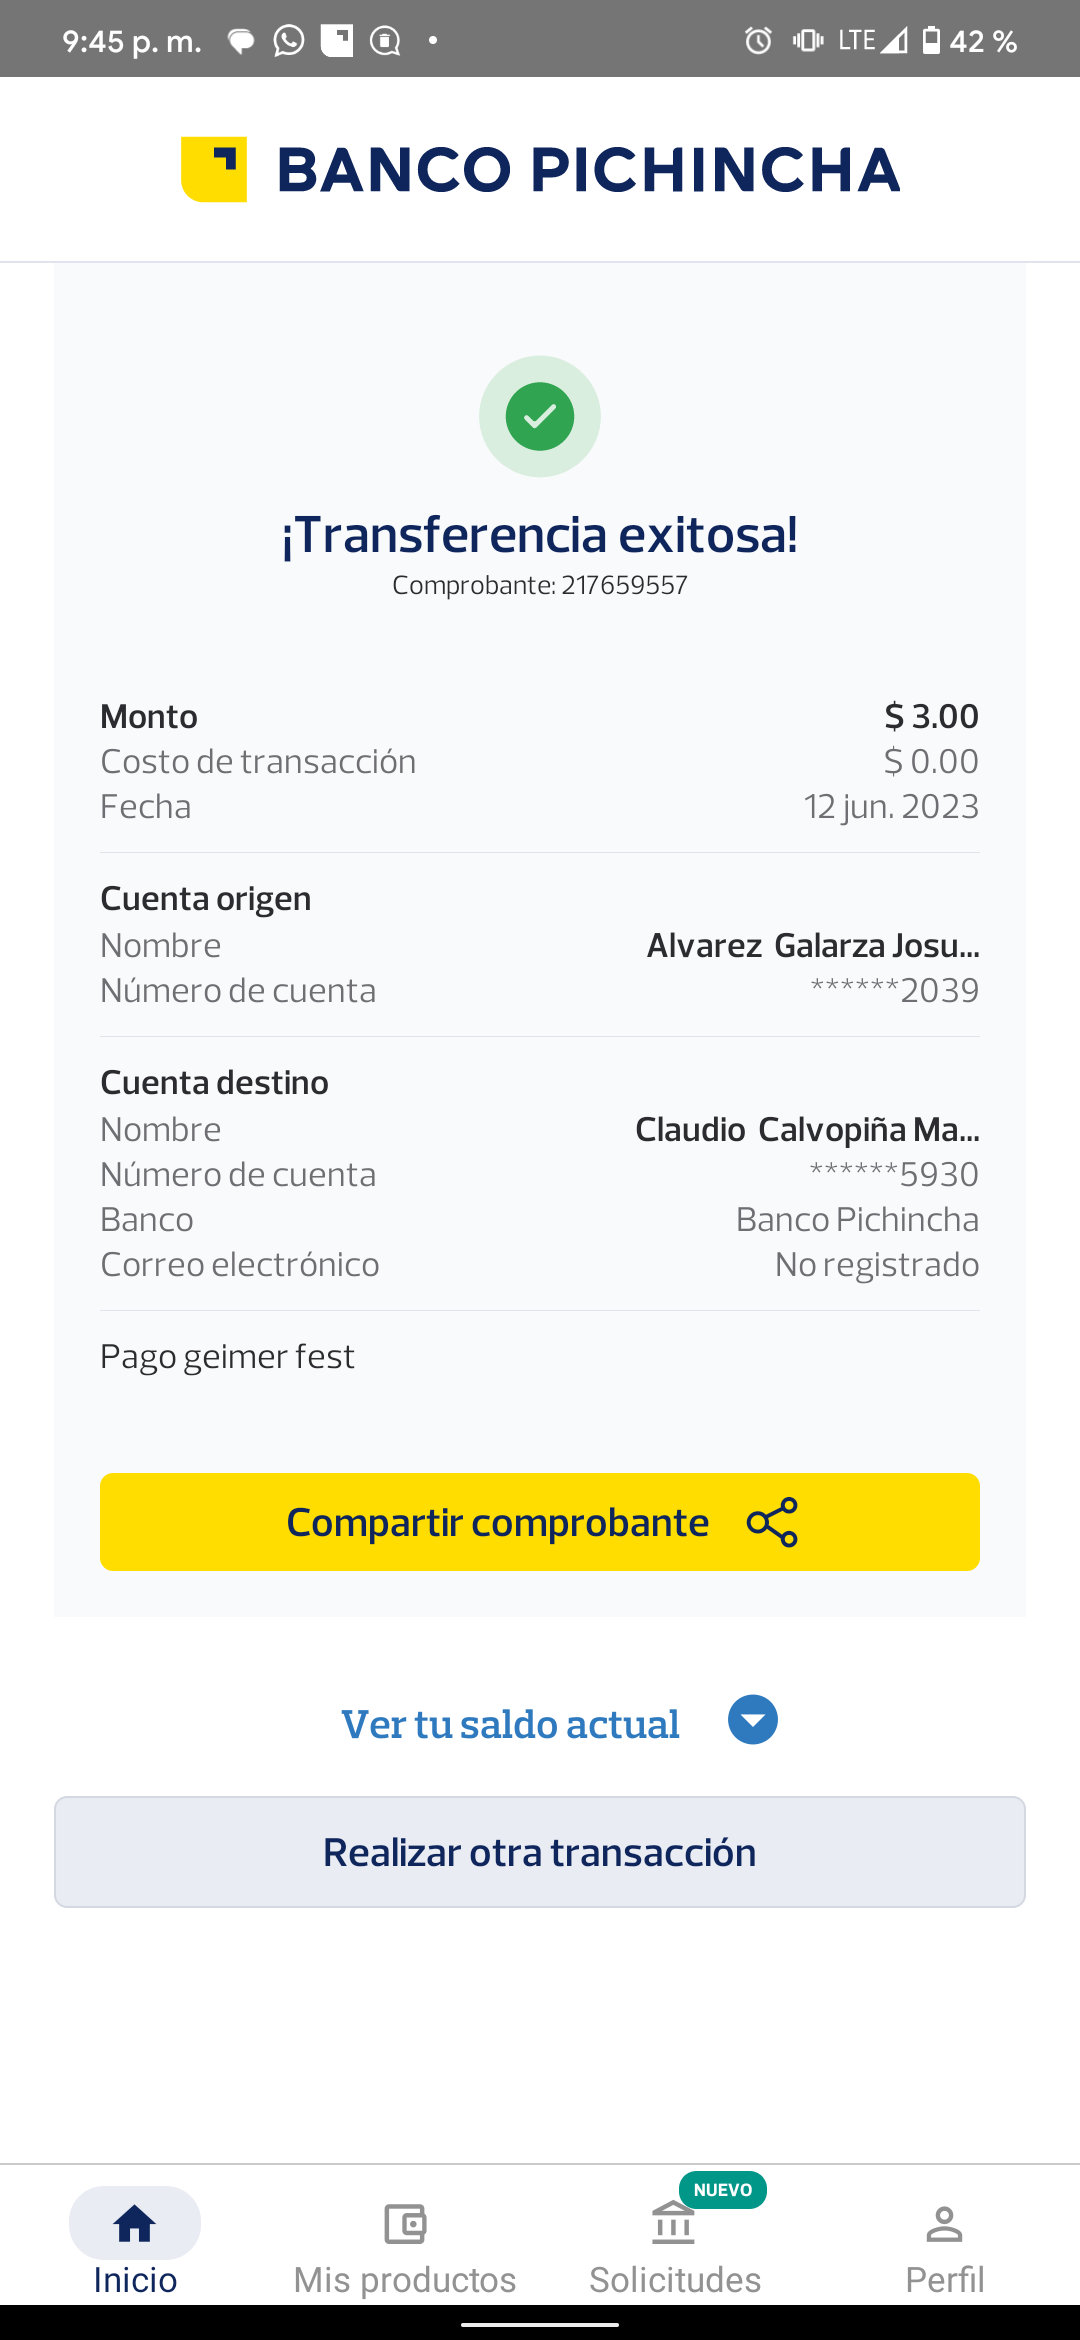 9:45 p. m. LTE 42 %
BANCO PICHINCHA
¡Transferencia exitosa!
Comprobante: 217659557
Monto $ 3.00
Costo de transacción $ 0.00
Fecha 12 jun. 2023
Cuenta origen
Nombre Alvarez Galarza Josu...
Número de cuenta ******2039
Cuenta destino
Nombre Claudio Calvopiña Ma...
Número de cuenta ******5930
Banco Banco Pichincha
Correo electrónico No registrado
Pago geimer fest
Compartir comprobante
Ver tu saldo actual
Realizar otra transacción
NUEVO
Inicio Mis productos Solicitudes Perfil